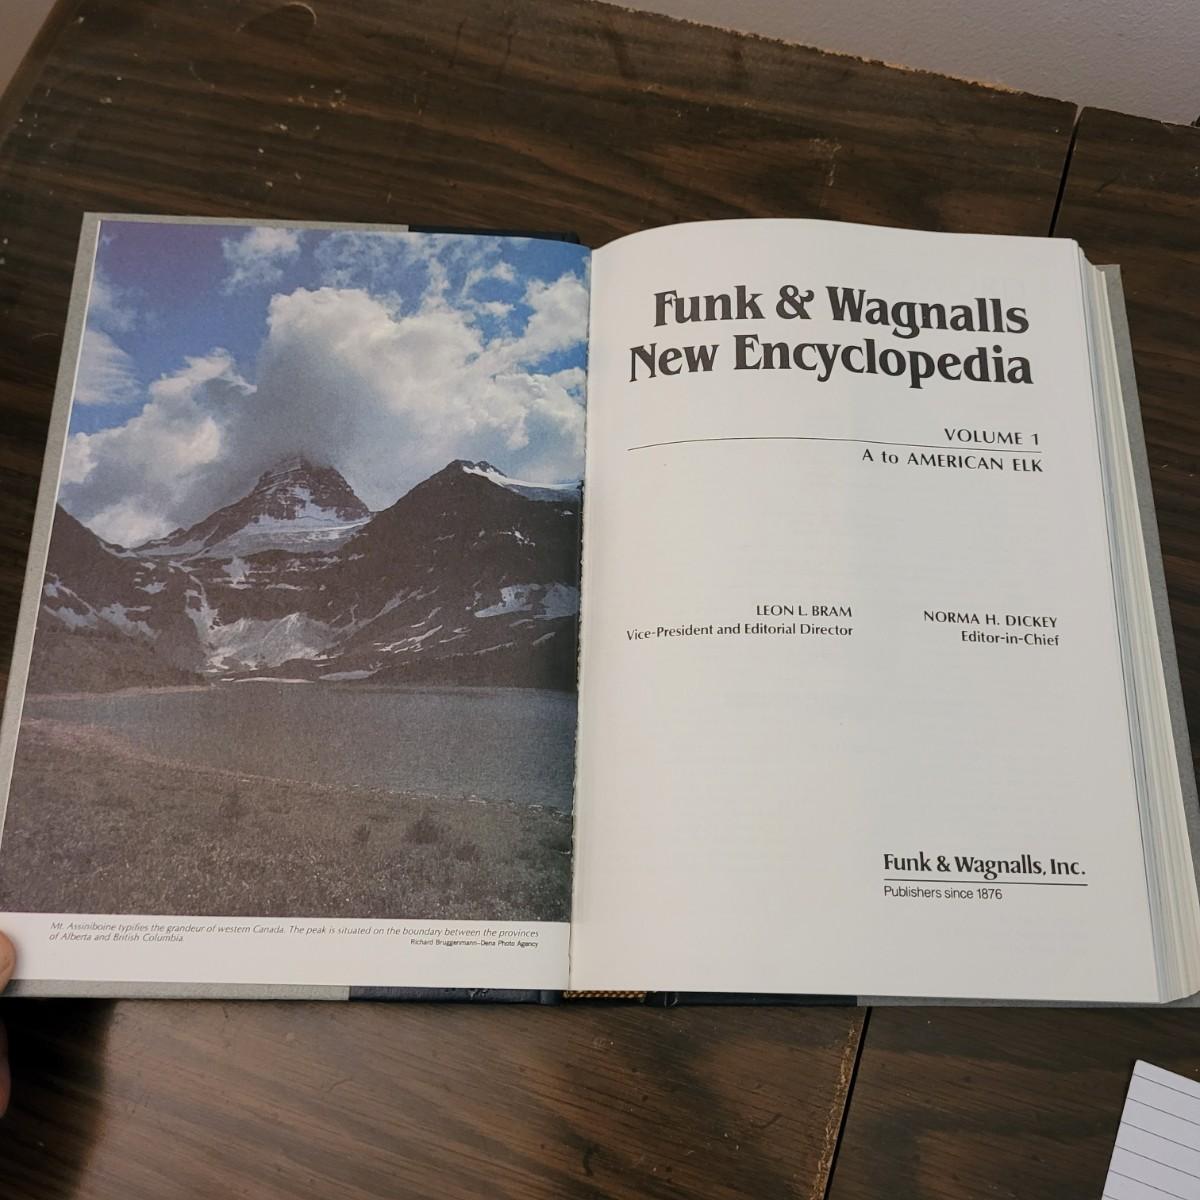 Mt. Assiniboine typifies the grandeur of western Canada. The peak is situated on the boundary between the provinces
of Alberta and British Columbia.
Richard Bruggenmann–Dena Photo Agency
Funk & Wagnalls
New Encyclopedia
VOLUME 1
A to AMERICAN ELK
LEON L. BRAM
Vice-President and Editorial Director
NORMA H. DICKEY
Editor-in-Chief
Funk & Wagnalls, Inc.
Publishers since 1876